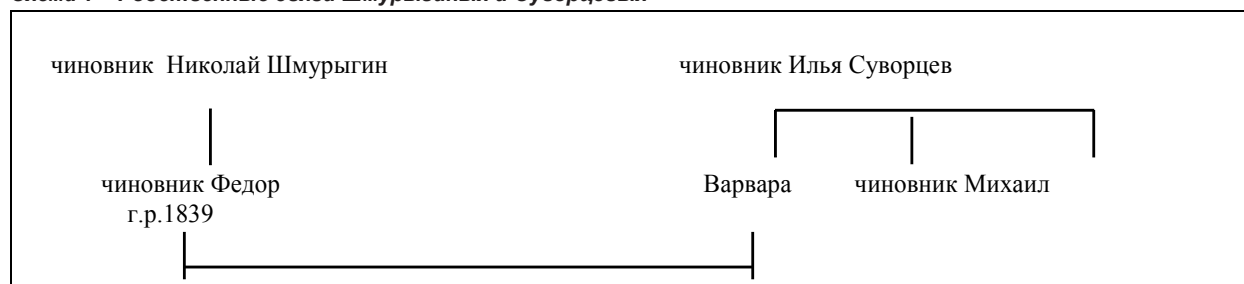 чиновник Николай Шмурыгин чиновник Илья Суворцев
чиновник Федор Варвара чиновник Михаил
г.р.1839